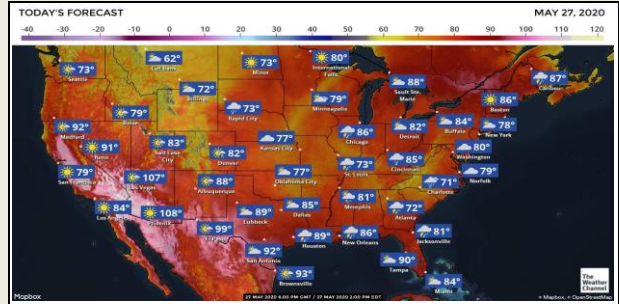 TODAY'S FORECAST
MAY 27, 2020
-40 -30 -20 -10 0 10 20 30 40 50 60 70 80 90 100 110 120
62°
Cut Bank
73°
Minot
80°
International
Falls
87°
Caribou
73°
Seattle
72°
Billings
88°
Sault Ste.
Marie
79°
Boise
73°
Rapid City
79°
Minneapolis
86°
Boston
92°
Medford
86°
Chicago
82°
Detroit
84°
Buffalo
78°
New York
91°
Reno
83°
Salt Lake
City
82°
Denver
77°
Kansas City
73°
St. Louis
85°
Cincinnati
80°
Washington
79°
San Francisco
107°
Las Vegas
88°
Albuquerque
77°
Oklahoma City
81°
Memphis
71°
Charlotte
79°
Norfolk
84°
Los Angeles
108°
Phoenix
89°
Lubbock
85°
Dallas
72°
Atlanta
99°
El Paso
92°
San Antonio
89°
Houston
86°
New Orleans
81°
Jacksonville
93°
Brownsville
90°
Tampa
84°
Miami
The
Weather
Channel
Mapbox
27 MAY 2020 6:00 PM GMT / 27 MAY 2020 2:00 PM EDT
© Mapbox, © OpenStreetMap